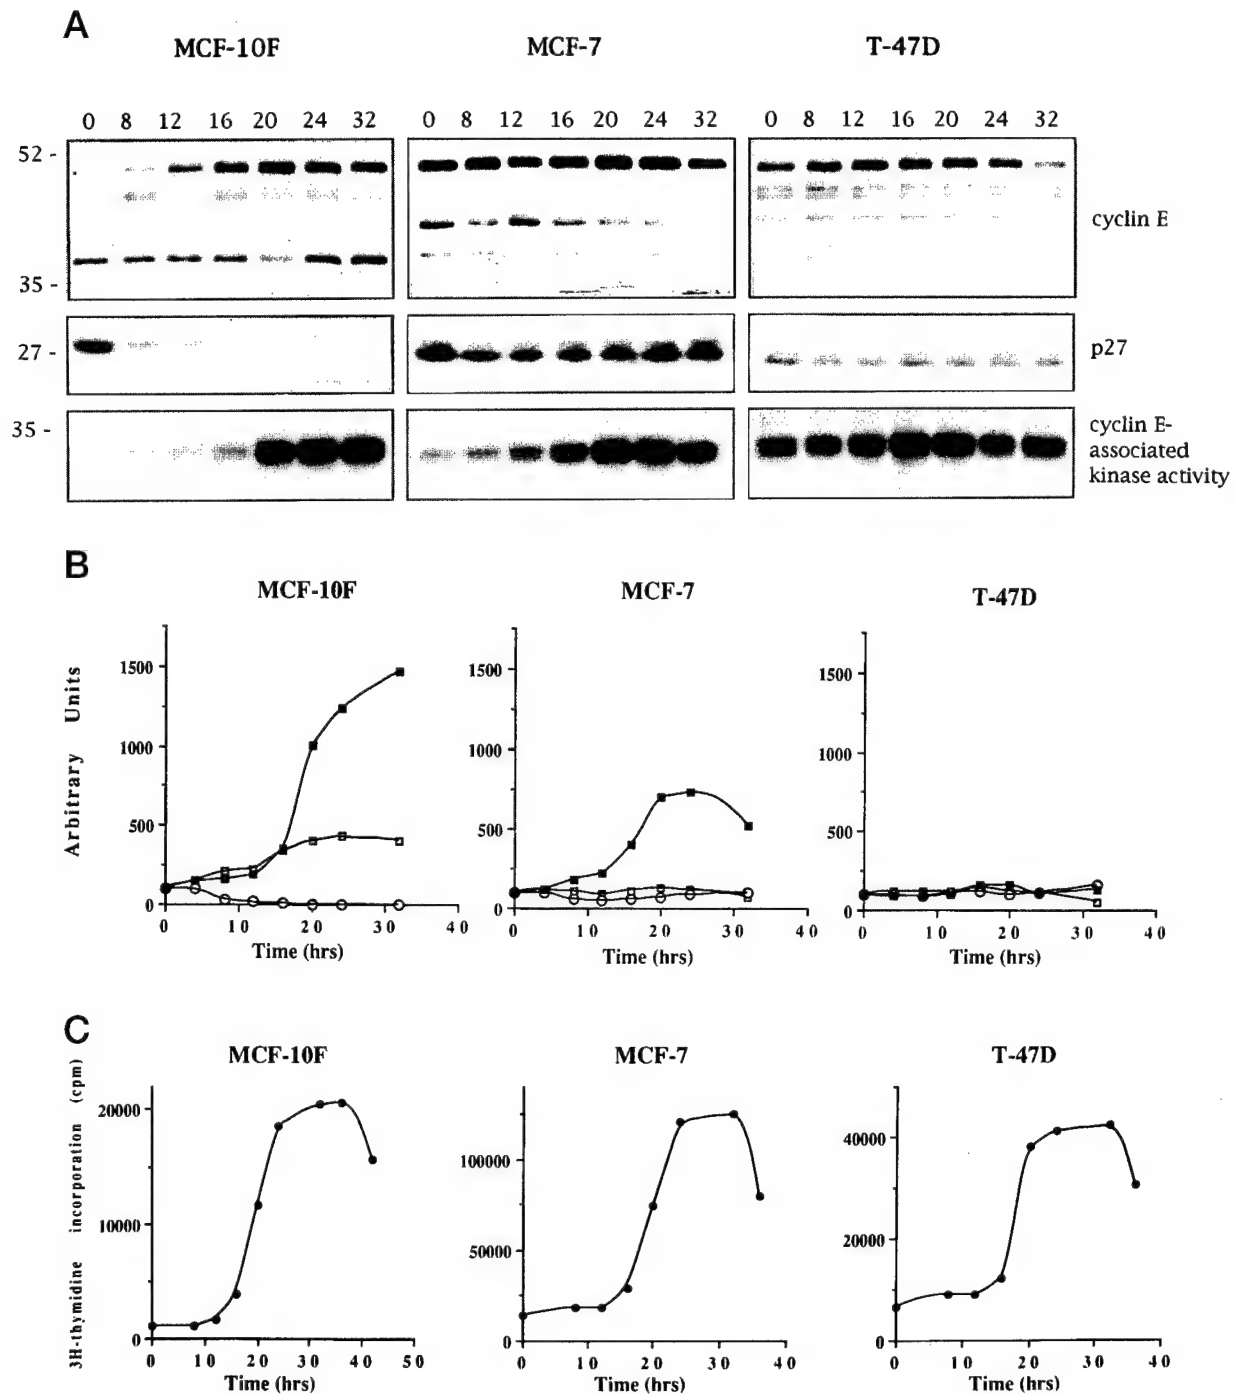 A
MCF-10F MCF-7 T-47D
0 8 12 16 20 24 32 0 8 12 16 20 24 32 0 8 12 16 20 24 32
52 -
cyclin E
35 -
27 -
p27
35 -
cyclin E-
associated
kinase activity
B
MCF-10F MCF-7 T-47D
Arbitrary Units
1500 1500 1500
1000 1000 1000
500 500 500
0 0 0
0 10 20 30 40 0 10 20 30 40 0 10 20 30 40
Time (hrs) Time (hrs) Time (hrs)
C
MCF-10F MCF-7 T-47D
3H-thymidine incorporation (cpm)
20000 100000 40000
10000 50000 20000
0 0 0
0 10 20 30 40 50 0 10 20 30 40 0 10 20 30 40
Time (hrs) Time (hrs) Time (hrs)